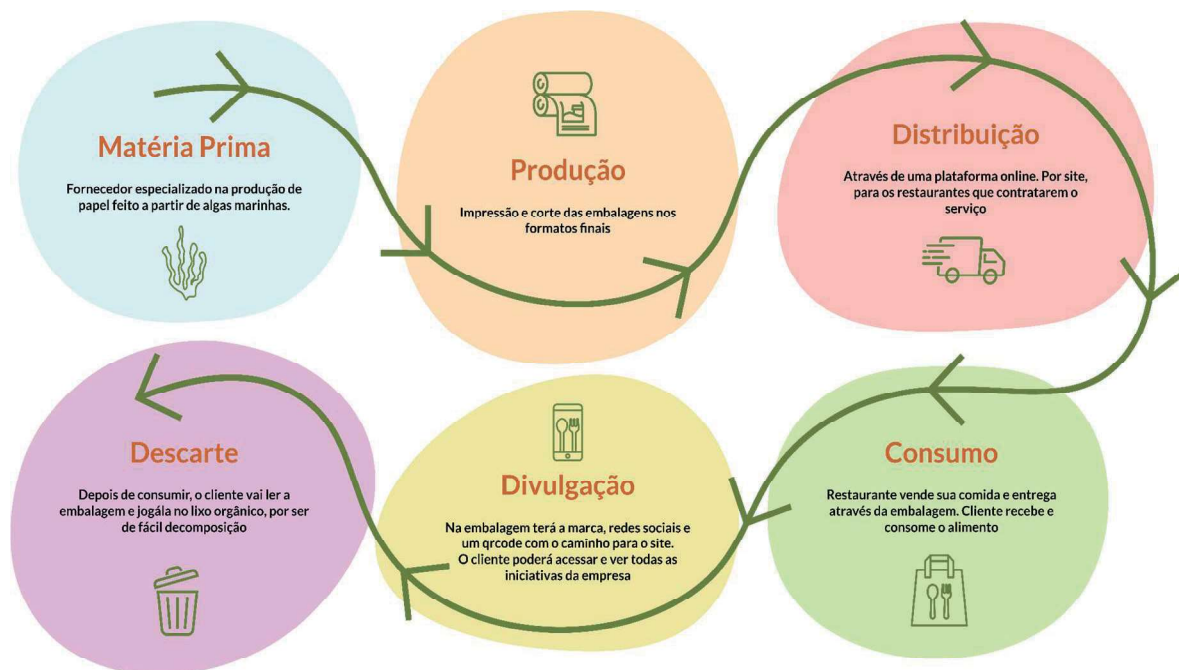 Matéria Prima
Fornecedor especializado na produção de
papel feito a partir de algas marinhas.
Produção
Impressão e corte das embalagens nos
formatos finais
Distribuição
Através de uma plataforma online. Por site,
para os restaurantes que contratarem o
serviço
Consumo
Restaurante vende sua comida e entrega
através da embalagem. Cliente recebe e
consome o alimento
Divulgação
Na embalagem terá a marca, redes sociais e
um qrcode com o caminho para o site.
O cliente poderá acessar e ver todas as
iniciativas da empresa
Descarte
Depois de consumir, o cliente vai ler a
embalagem e jogála no lixo orgânico, por ser
de fácil decomposição